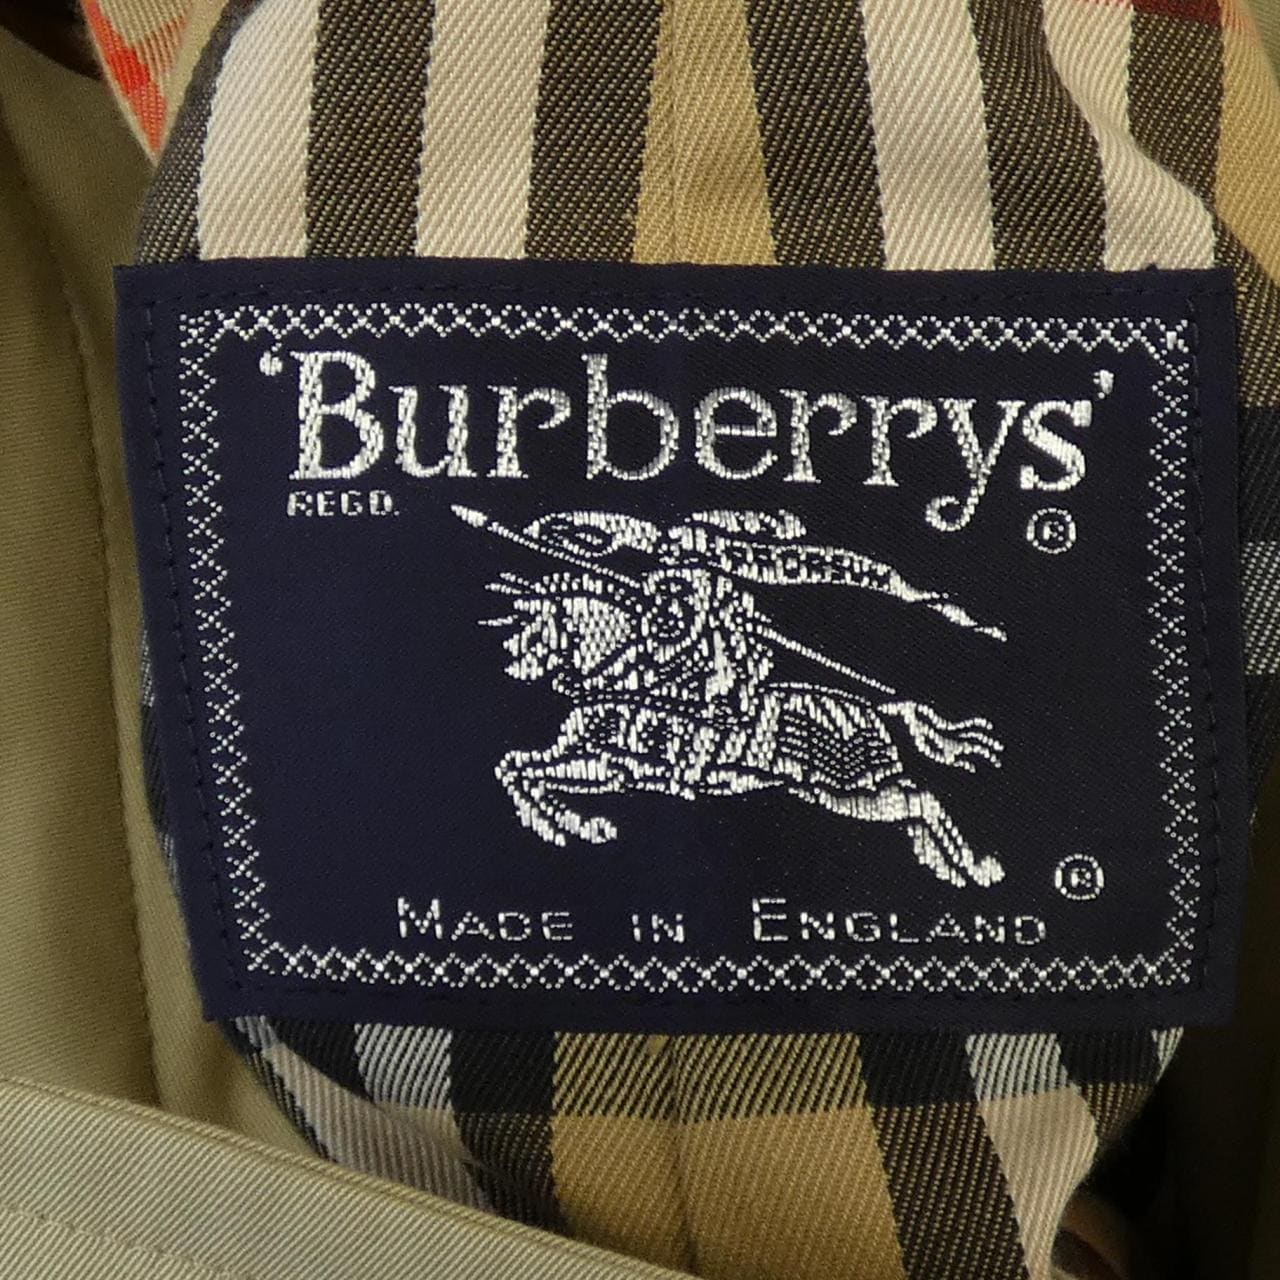 'Burberrys'
REGD. ®
PRORSUM
®
MADE IN ENGLAND